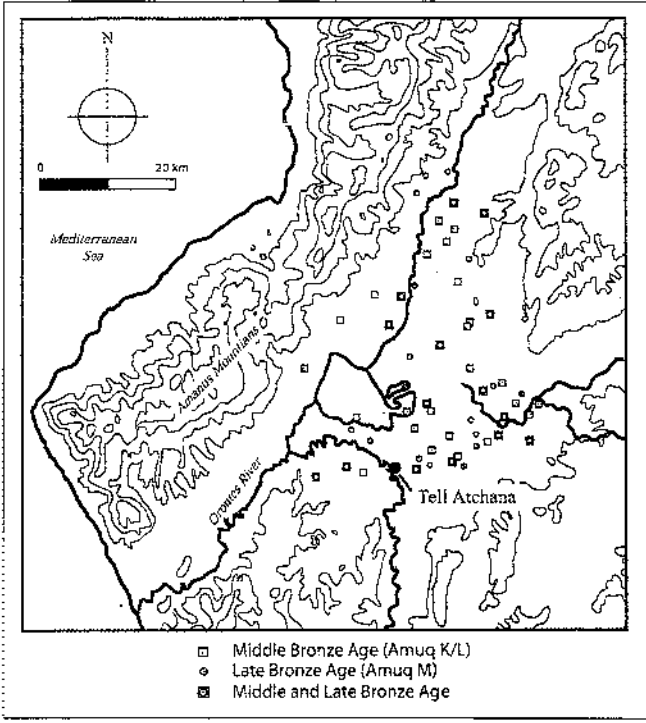 N
0 20 km
Mediterranean
Sea
Amanus Mountians
Orontes River
Tell Atchana
Middle Bronze Age (Amuq K/L)
Late Bronze Age (Amuq M)
Middle and Late Bronze Age